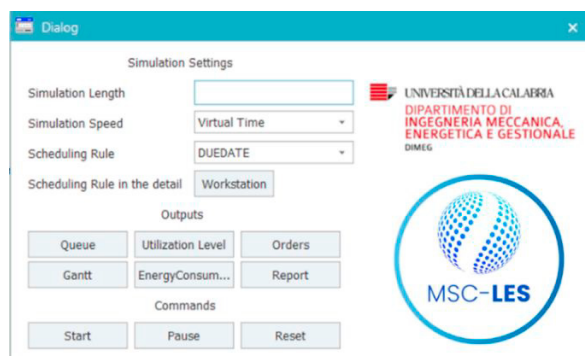 Dialog
Simulation Settings
Simulation Length
Simulation Speed Virtual Time
Scheduling Rule DUEDATE
Scheduling Rule in the detail Workstation
Outputs
Queue Utilization Level Orders
Gantt EnergyConsum... Report
Commands
Start Pause Reset
UNIVERSITÀ DELLA CALABRIA
DIPARTIMENTO DI
INGEGNERIA MECCANICA,
ENERGETICA E GESTIONALE
DIMEG
MSC-LES